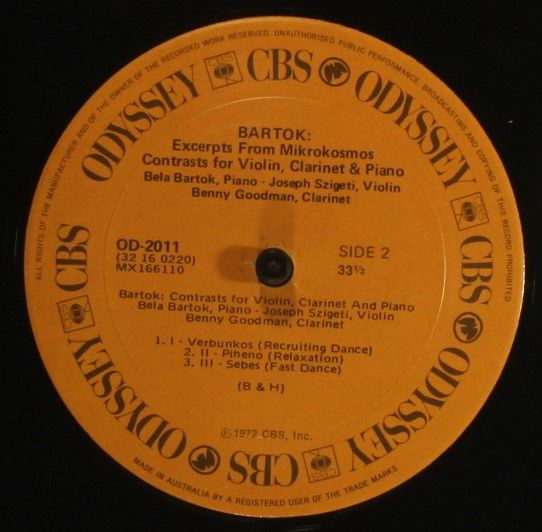 ALL RIGHTS OF THE MANUFACTURER AND OF THE OWNER OF THE RECORDED WORK RESERVED. UNAUTHORISED PUBLIC PERFORMANCE, BROADCASTING AND COPYING OF THIS RECORD PROHIBITED
ODYSSEY CBS ODYSSEY CBS ODYSSEY CBS ODYSSEY CBS
BARTOK:
Excerpts From Mikrokosmos
Contrasts for Violin, Clarinet & Piano
Bela Bartok, Piano - Joseph Szigeti, Violin
Benny Goodman, Clarinet
OD-2011
(32 16 0220)
MX166110
SIDE 2
33⅓
Bartok: Contrasts for Violin, Clarinet And Piano
Bela Bartok, Piano - Joseph Szigeti, Violin
Benny Goodman, Clarinet
1. I - Verbunkos (Recruiting Dance)
2. II - Piheno (Relaxation)
3. III - Sebes (Fast Dance)
(B & H)
℗ 1972 CBS, Inc.
MADE IN AUSTRALIA BY A REGISTERED USER OF THE TRADE MARKS